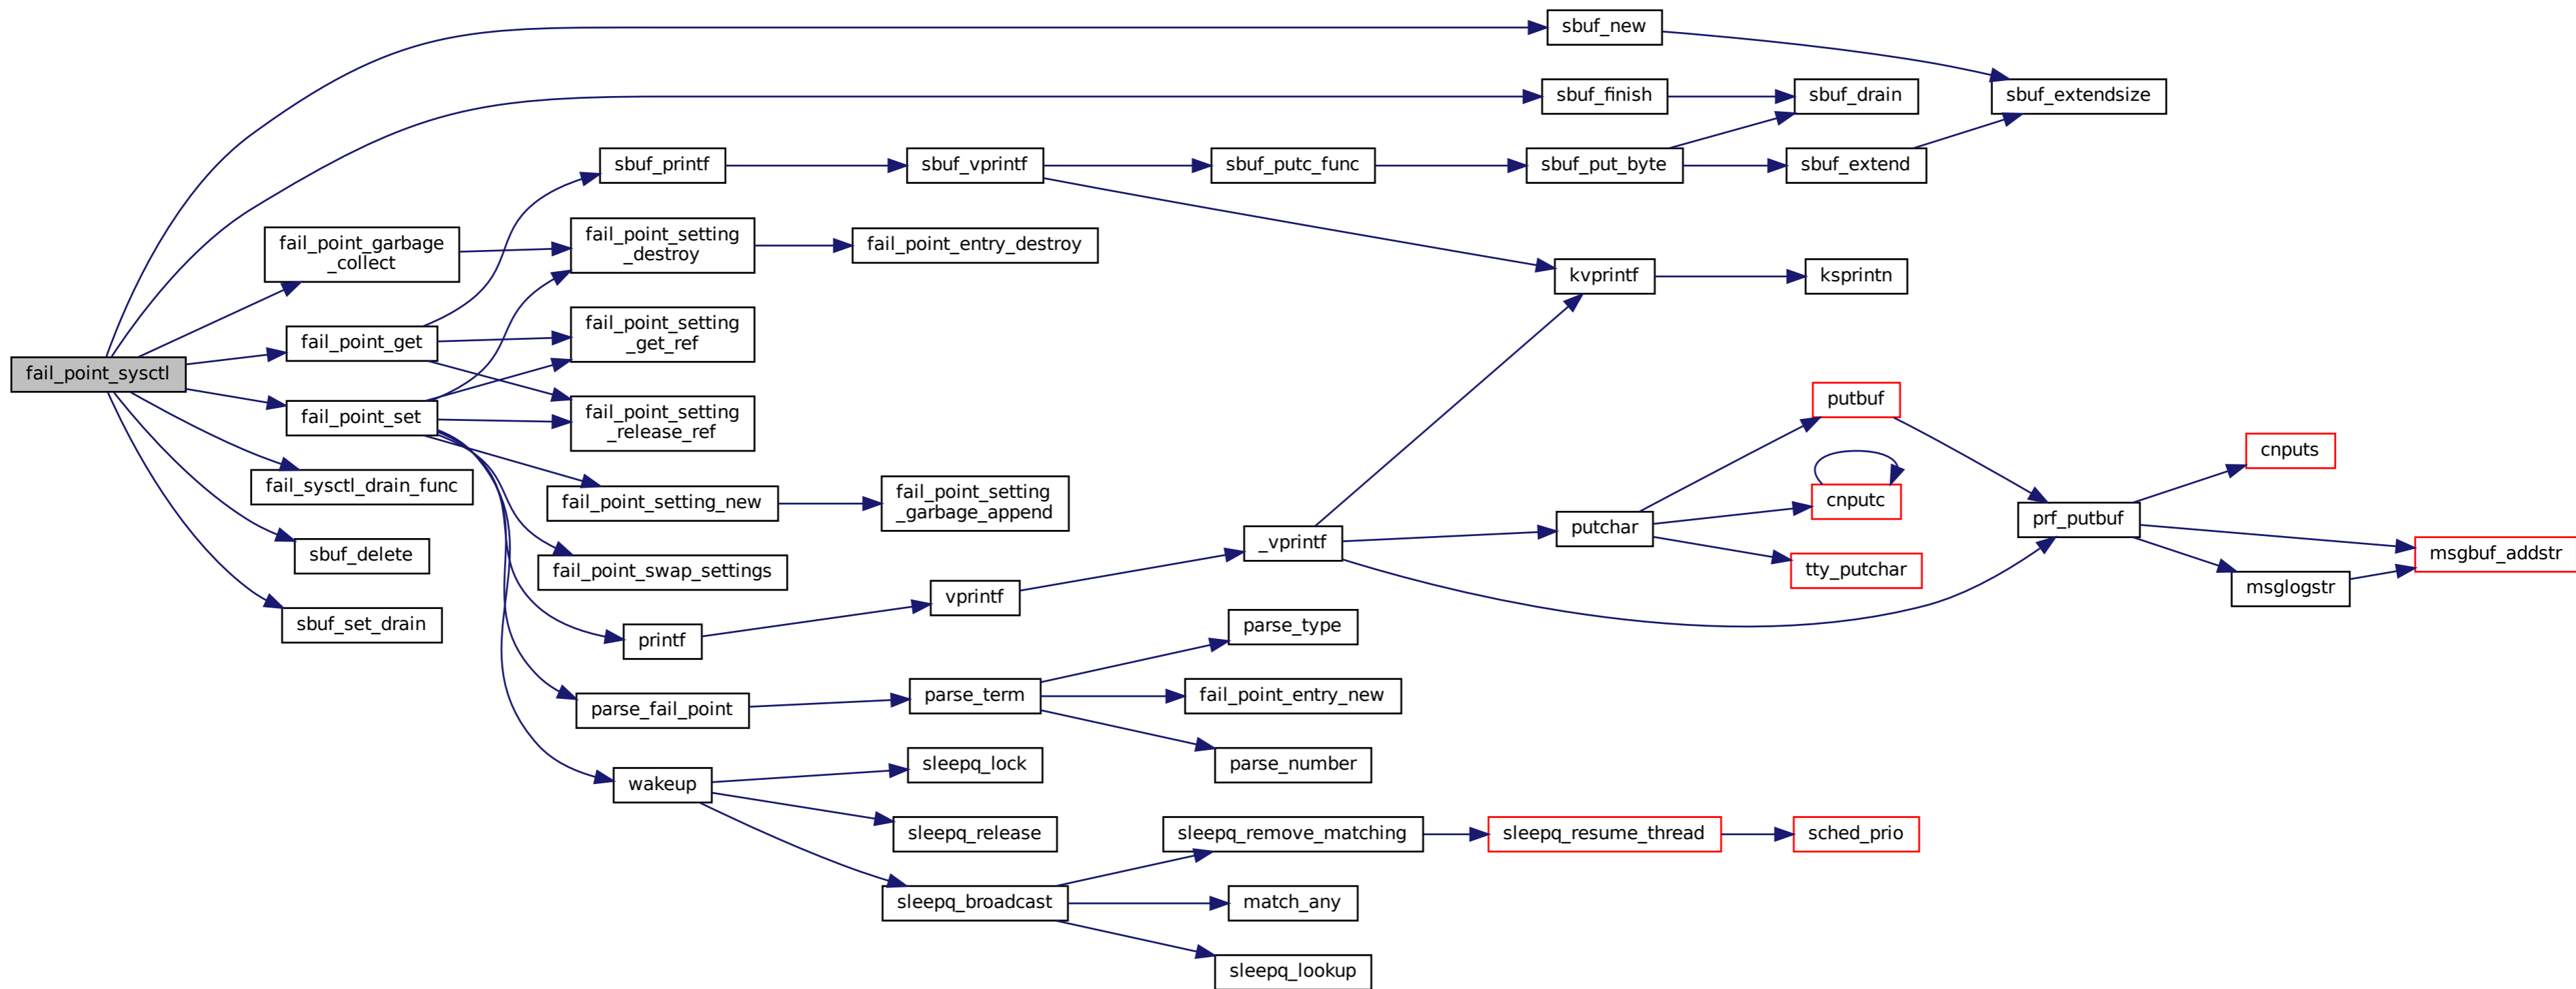 sbuf_new
sbuf_finish
sbuf_drain
sbuf_extendsize
sbuf_printf
sbuf_vprintf
sbuf_putc_func
sbuf_put_byte
sbuf_extend
fail_point_garbage
_collect
fail_point_setting
_destroy
fail_point_entry_destroy
kvprintf
ksprintn
fail_point_get
fail_point_setting
_get_ref
fail_point_sysctl
fail_point_set
fail_point_setting
_release_ref
putbuf
cnputs
fail_sysctl_drain_func
fail_point_setting_new
fail_point_setting
_garbage_append
cnputc
_vprintf
putchar
prf_putbuf
msgbuf_addstr
sbuf_delete
fail_point_swap_settings
tty_putchar
msglogstr
sbuf_set_drain
vprintf
printf
parse_type
parse_fail_point
parse_term
fail_point_entry_new
parse_number
wakeup
sleepq_lock
sleepq_release
sleepq_remove_matching
sleepq_resume_thread
sched_prio
sleepq_broadcast
match_any
sleepq_lookup